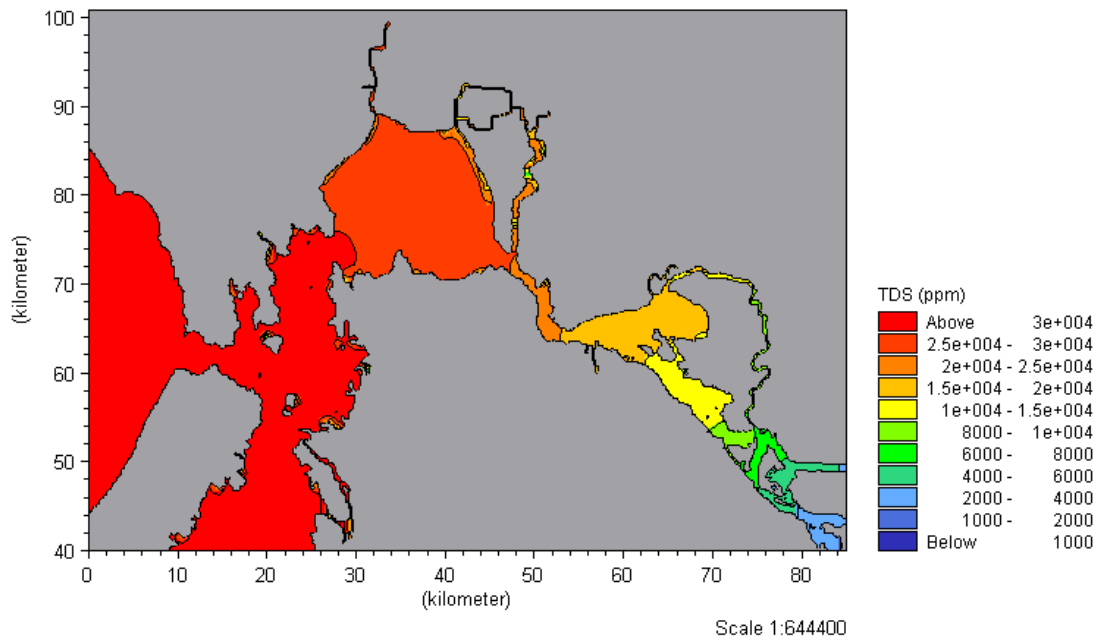 100
90
80
70
60
50
40
(kilometer)
0 10 20 30 40 50 60 70 80
(kilometer)
Scale 1:644400
TDS (ppm)
Above 3e+004
2.5e+004 - 3e+004
2e+004 - 2.5e+004
1.5e+004 - 2e+004
1e+004 - 1.5e+004
8000 - 1e+004
6000 - 8000
4000 - 6000
2000 - 4000
1000 - 2000
Below 1000